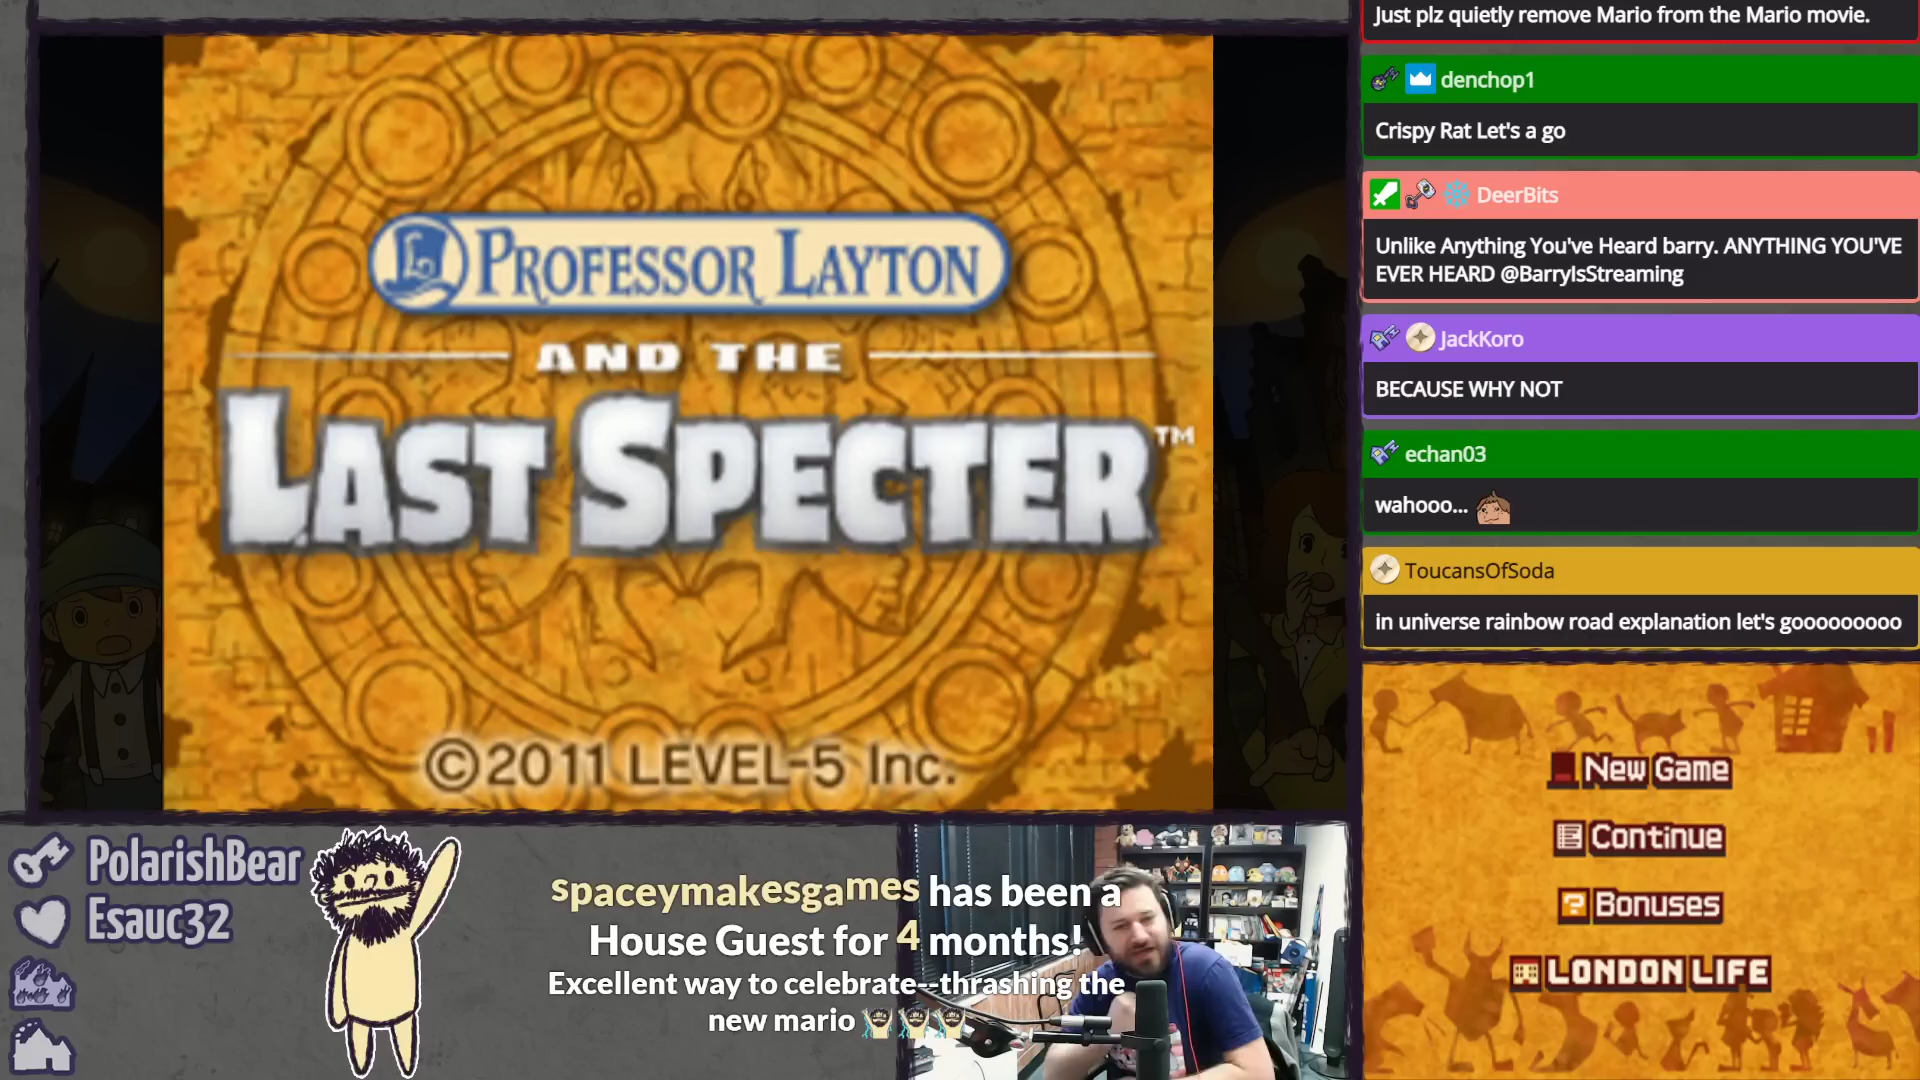 PROFESSOR LAYTON
AND THE
LAST SPECTER™
©2011 LEVEL-5 Inc.
Just plz quietly remove Mario from the Mario movie.
denchop1
Crispy Rat Let's a go
DeerBits
Unlike Anything You've Heard barry. ANYTHING YOU'VE
EVER HEARD @BarryIsStreaming
JackKoro
BECAUSE WHY NOT
echan03
wahooo...
ToucansOfSoda
in universe rainbow road explanation let's gooooooooo
New Game
Continue
Bonuses
LONDON LIFE
PolarishBear
Esauc32
spaceymakesgames has been a
House Guest for 4 months!
Excellent way to celebrate--thrashing the
new mario